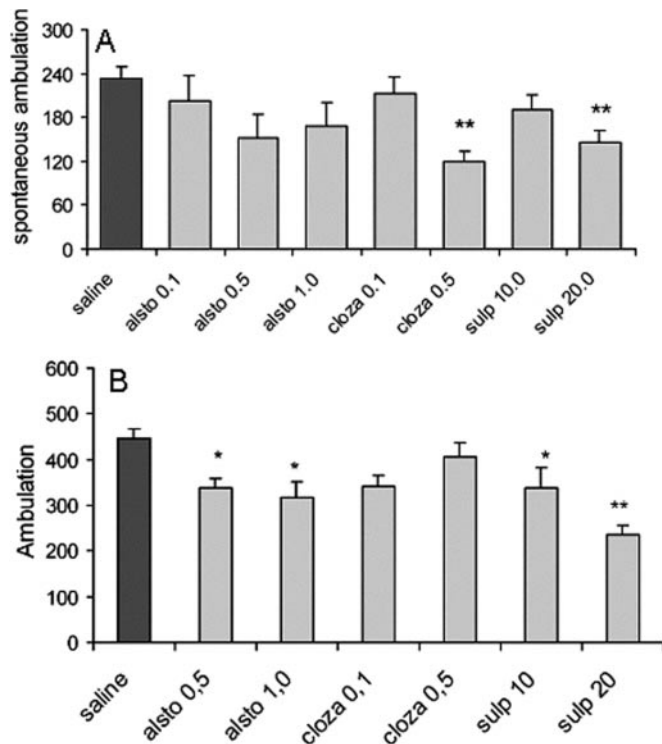 A
spontaneous ambulation
300
240
180
120
60
0
**
**
saline
alsto 0.1
alsto 0.5
alsto 1.0
cloza 0.1
cloza 0.5
sulp 10.0
sulp 20.0
B
Ambulation
600
500
400
300
200
100
0
*
*
*
**
saline
alsto 0,5
alsto 1,0
cloza 0,1
cloza 0,5
sulp 10
sulp 20